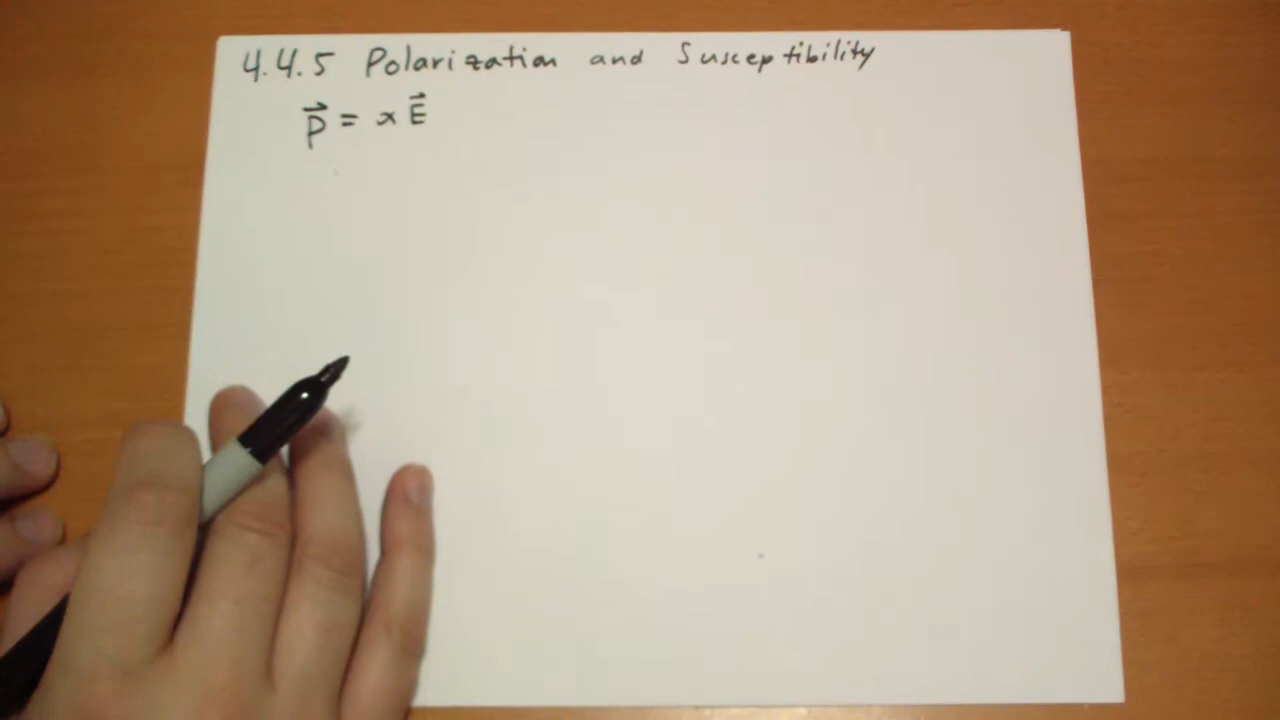 4.4.5 Polarization and Susceptibility
p⃗ = α E⃗